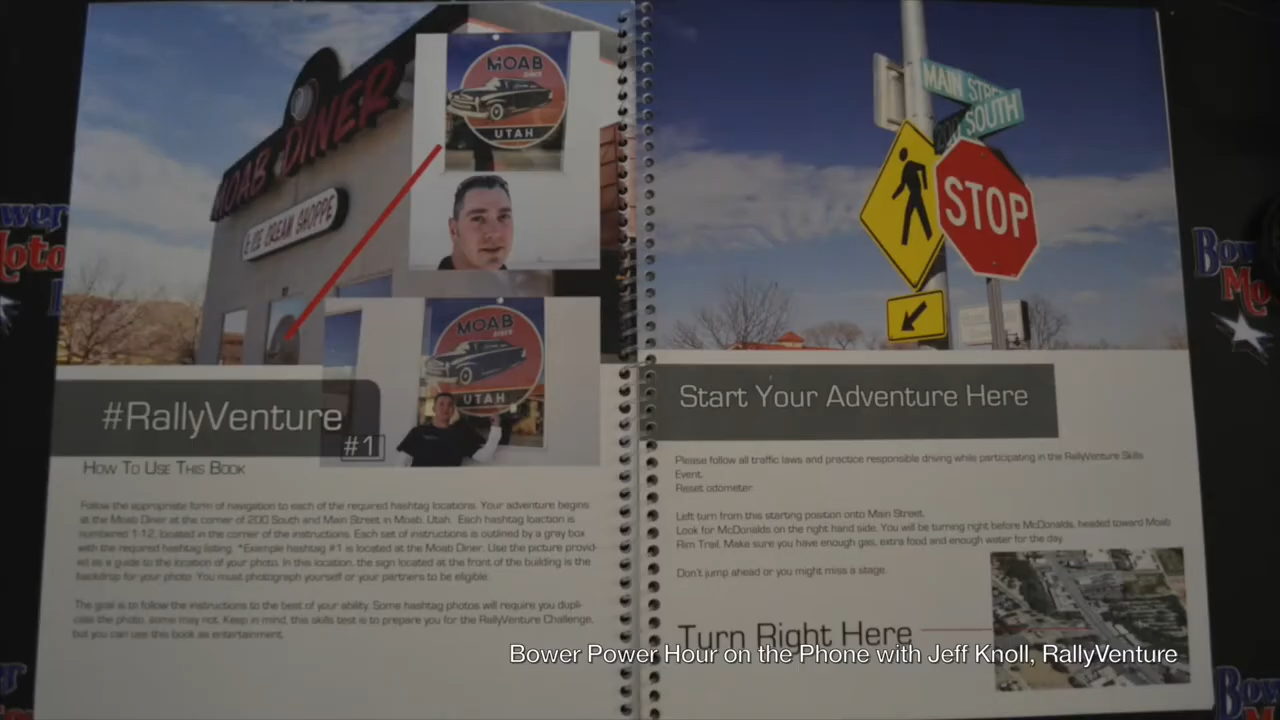 MOAB DINER
& ICE CREAM SHOPPE
MOAB
DINER
UTAH
MOAB
DINER
UTAH
#RallyVenture
#1
HOW TO USE THIS BOOK
Follow the appropriate form of navigation to each of the required hashtag locations. Your adventure begins
at the Moab Diner at the corner of 200 South and Main Street in Moab, Utah. Each hashtag loaction is
numbered 1-12, located in the corner of the instructions. Each set of instructions is outlined by a gray box
with the required hashtag listing. *Example hashtag #1 is located at the Moab Diner. Use the picture provid-
ed as a guide to the location of your photo. In this location, the sign located at the front of the building is the
backdrop for your photo. You must photograph yourself or your partners to be eligible.
The goal is to follow the instructions to the best of your ability. Some hashtag photos will require you dupli-
cate the photo, some may not. Keep in mind, this skills test is to prepare you for the RallyVenture Challenge,
but you can use this book as entertainment.
MAIN STREE
SOUTH
STOP
Start Your Adventure Here
Please follow all traffic laws and practice responsible driving while participating in the RallyVenture Skills
Event.
Reset odometer
Left turn from this starting position onto Main Street.
Look for McDonalds on the right hand side. You will be turning right before McDonalds, headed toward Moab
Rim Trail. Make sure you have enough gas, extra food and enough water for the day.
Don't jump ahead or you might miss a stage.
Turn Right Here
Bower Power Hour on the Phone with Jeff Knoll, RallyVenture
ower
Moto
Bow
Mo
Bow